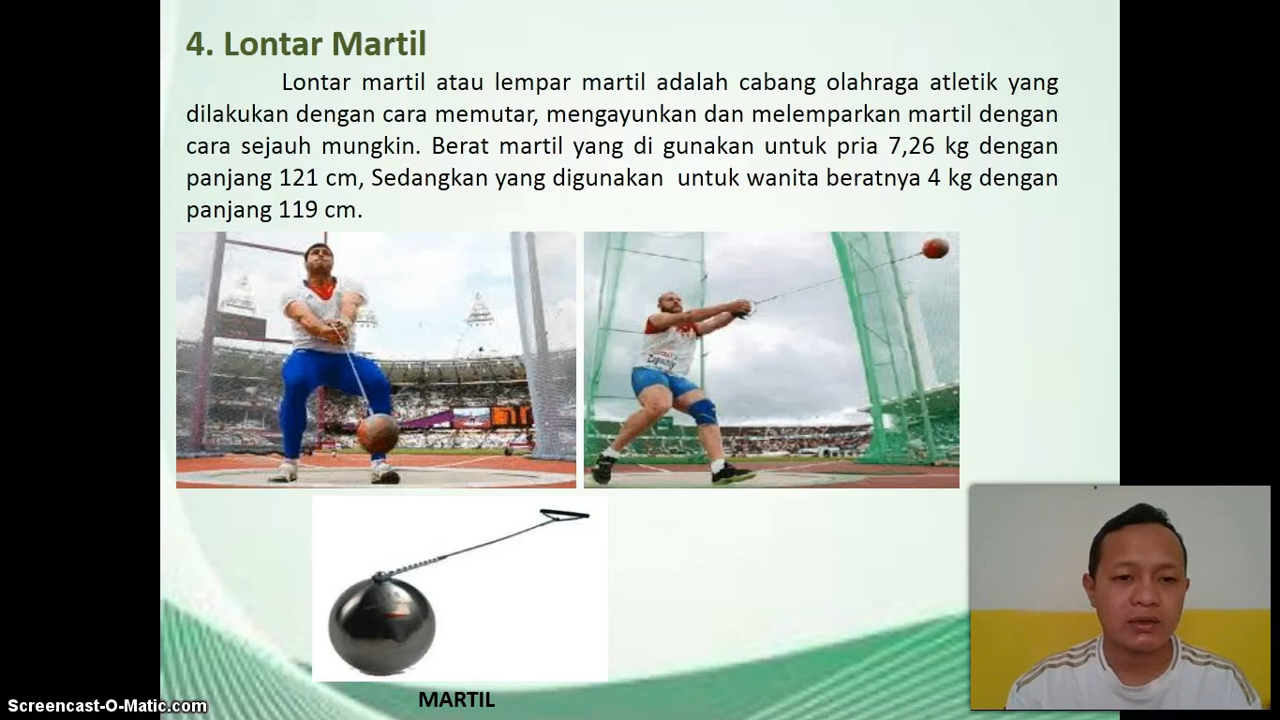 4. Lontar Martil
Lontar martil atau lempar martil adalah cabang olahraga atletik yang
dilakukan dengan cara memutar, mengayunkan dan melemparkan martil dengan
cara sejauh mungkin. Berat martil yang di gunakan untuk pria 7,26 kg dengan
panjang 121 cm, Sedangkan yang digunakan  untuk wanita beratnya 4 kg dengan
panjang 119 cm.
MARTIL
Screencast-O-Matic.com